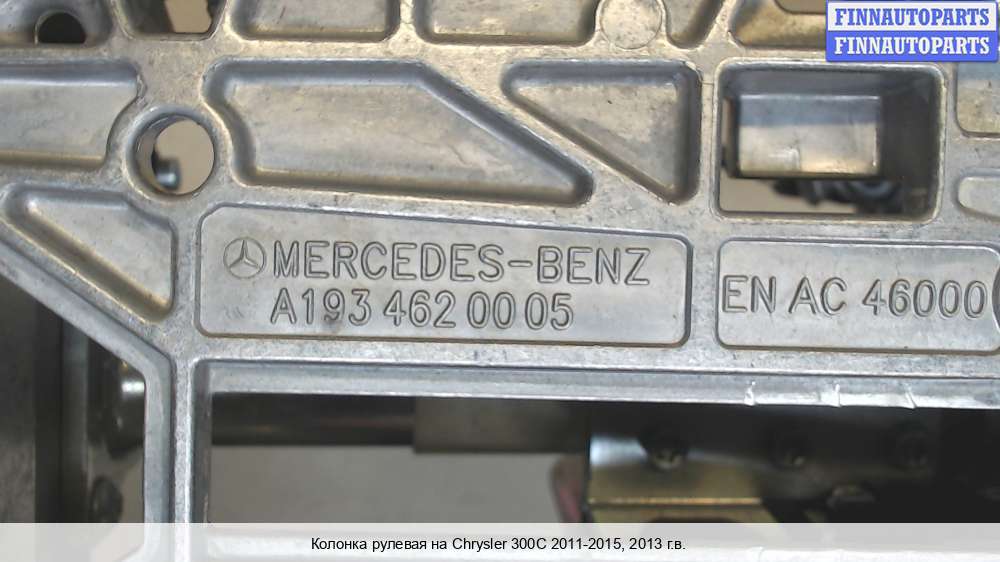 FINNAUTOPARTS
FINNAUTOPARTS
MERCEDES-BENZ
A193 462 00 05
EN AC 46000
Колонка рулевая на Chrysler 300C 2011-2015, 2013 г.в.